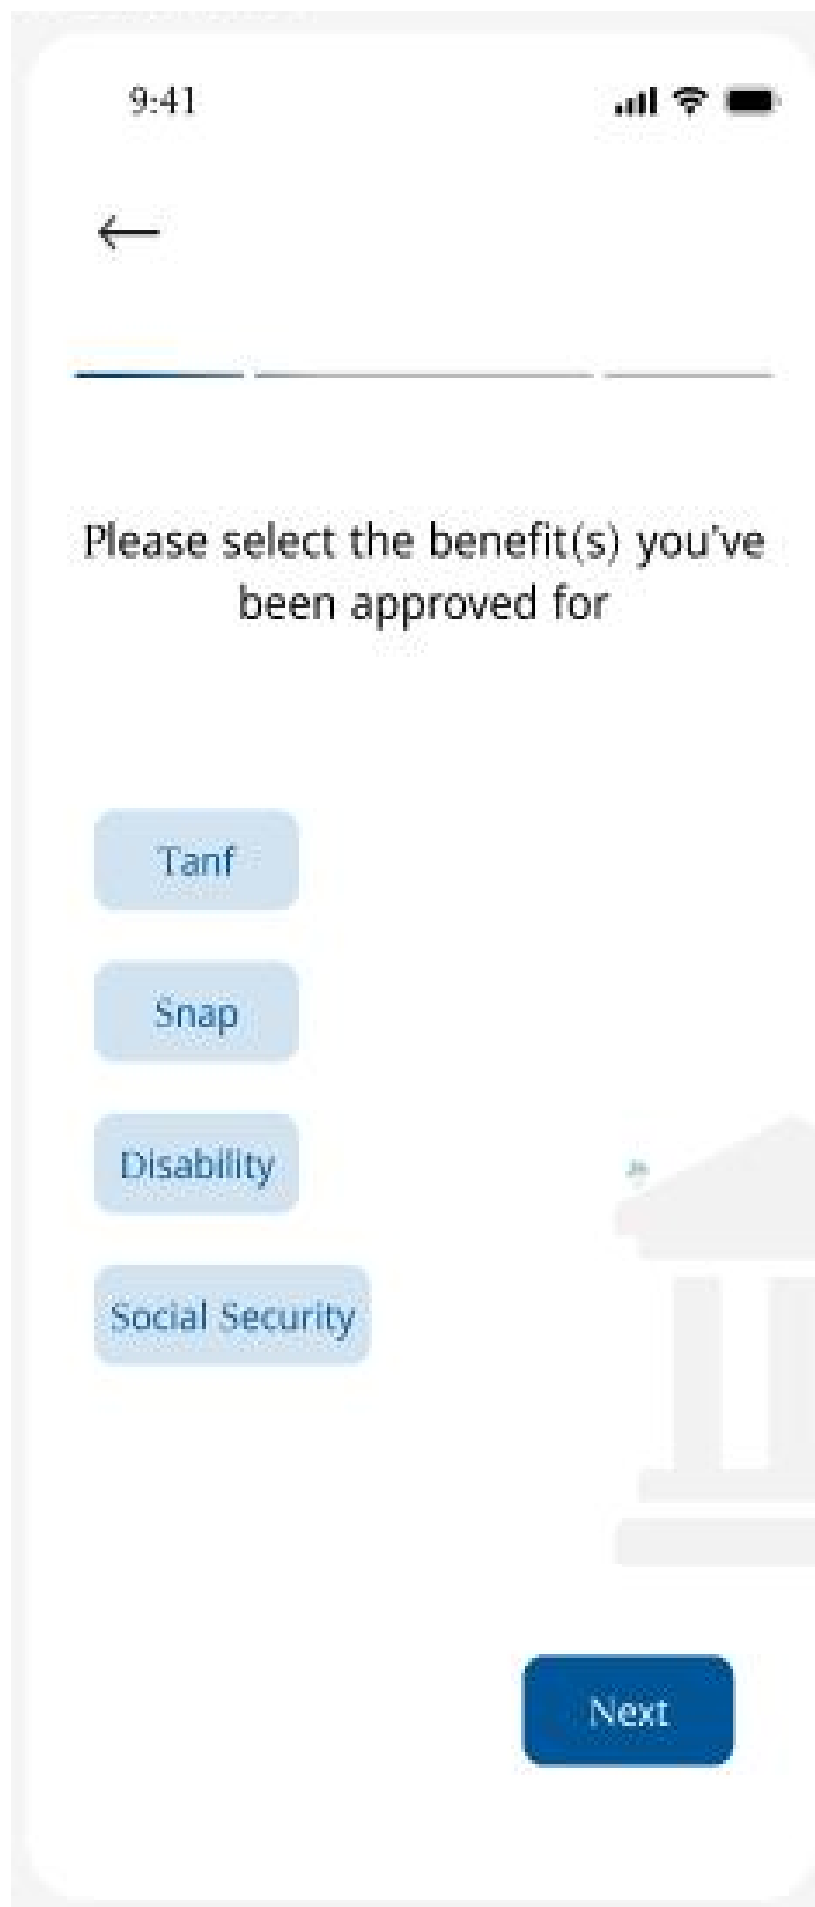 9:41
Please select the benefit(s) you've
been approved for
Tanf
Snap
Disability
Social Security
Next